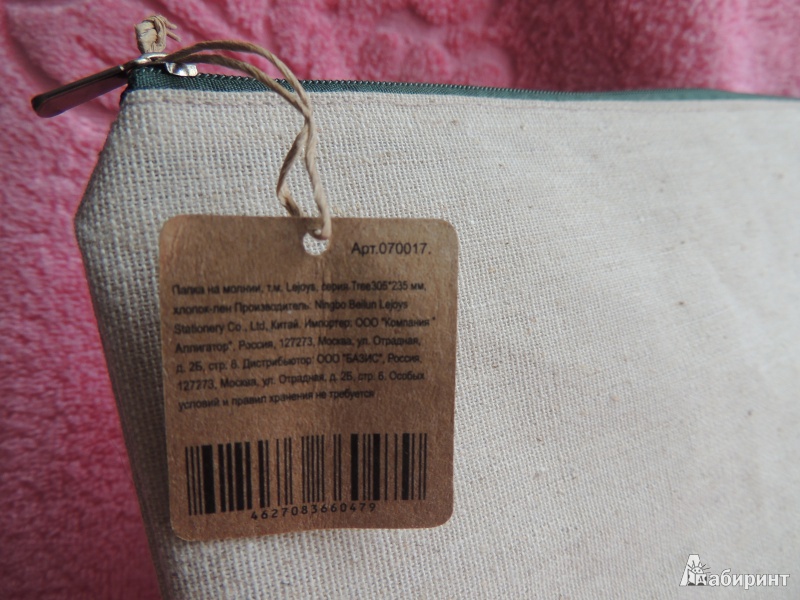 Арт.070017.
Папка на молнии, т.м. Lejoys, серия Tree305*235 мм,
хлопок-лен Производитель: Ningbo Beilun Lejoys
Stationery Co., Ltd, Китай. Импортер: ООО "Компания "
Аллигатор", Россия, 127273, Москва, ул. Отрадная,
д. 2Б, стр. 6. Дистрибьютор: ООО "БАЗИС", Россия,
127273, Москва, ул. Отрадная, д. 2Б, стр. 6. Особых
условий и правил хранения не требуется
4627083660479
Лабиринт